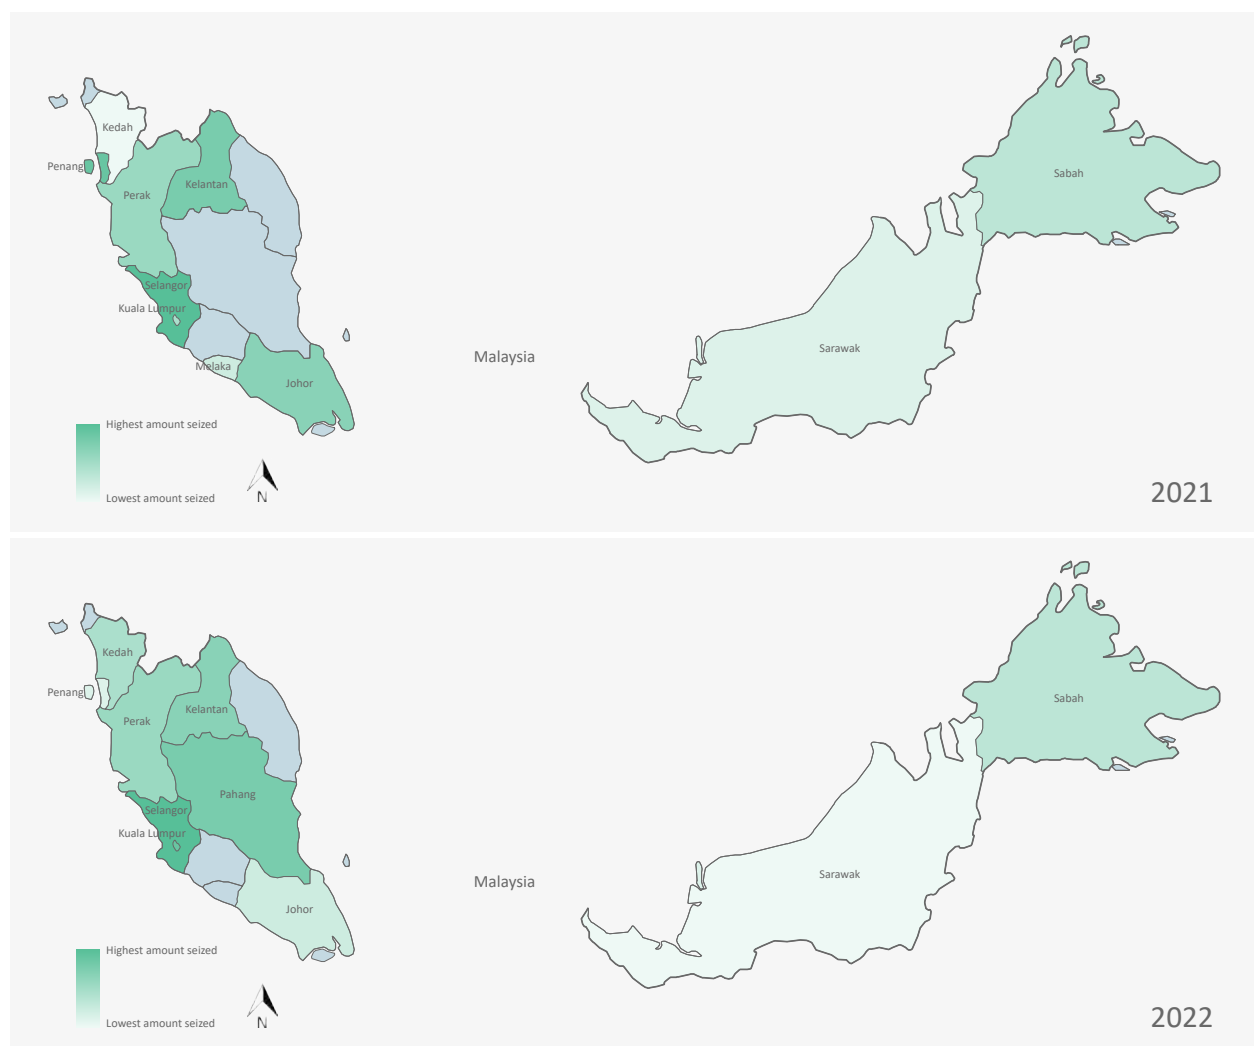 Kedah
Penang
Kelantan
Perak
Sabah
Selangor
Kuala Lumpur
Malaysia
Sarawak
Melaka
Johor
Highest amount seized
Lowest amount seized
N
2021
Kedah
Penang
Kelantan
Perak
Sabah
Pahang
Selangor
Kuala Lumpur
Malaysia
Sarawak
Johor
Highest amount seized
Lowest amount seized
N
2022